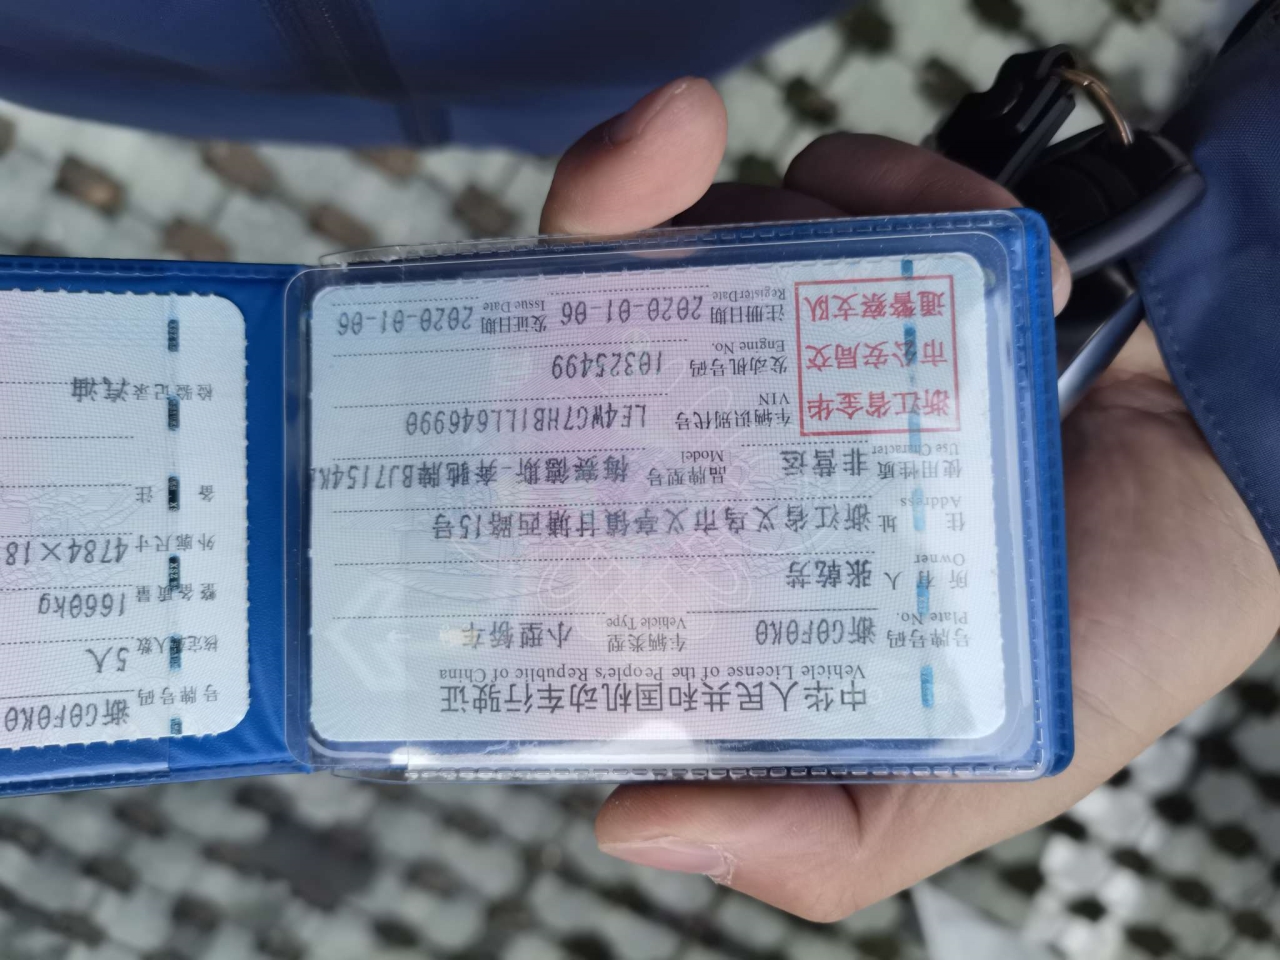 中华人民共和国机动车行驶证
Vehicle License of the People's Republic of China
号牌号码 浙G0F0K0 车辆类型 小型轿车
Plate No. Vehicle Type
所有人 张乾芳
Owner
住址 浙江省义乌市义亭镇甘塘西路15号
Address
使用性质 非营运 品牌型号 梅赛德斯-奔驰牌BJ7154K
Use Character Model
浙江省金华
市公安局交
通警察支队
车辆识别代号 LE4WG7HB1LL646990
VIN
发动机号码 10325499
Engine No.
注册日期 2020-01-06 发证日期 2020-01-06
Register Date Issue Date
号牌号码 浙G0F0K0
核定载人数 5人
整备质量 1660kg
外廓尺寸 4784×18
备注
检验记录 汽油